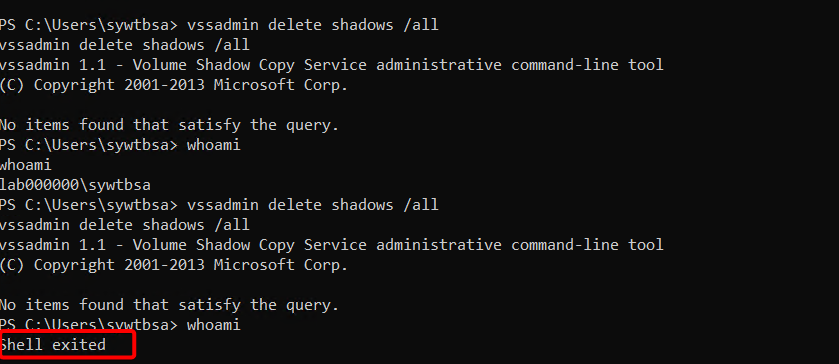 PS C:\Users\sywtbsa> vssadmin delete shadows /all
vssadmin delete shadows /all
vssadmin 1.1 - Volume Shadow Copy Service administrative command-line tool
(C) Copyright 2001-2013 Microsoft Corp.
No items found that satisfy the query.
PS C:\Users\sywtbsa> whoami
whoami
lab000000\sywtbsa
PS C:\Users\sywtbsa> vssadmin delete shadows /all
vssadmin delete shadows /all
vssadmin 1.1 - Volume Shadow Copy Service administrative command-line tool
(C) Copyright 2001-2013 Microsoft Corp.
No items found that satisfy the query.
PS C:\Users\sywtbsa> whoami
Shell exited